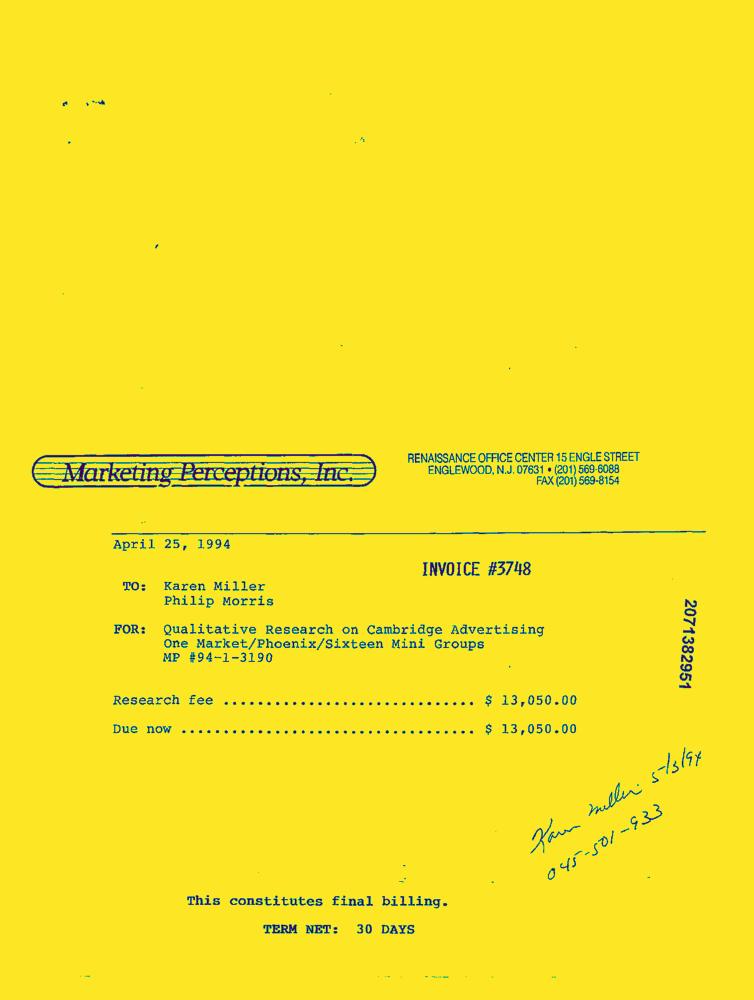 Marketing Perceptions, Inc.
RENAISSANCE OFFICE CENTER 15 ENGLE STREET
ENGLEWOOD, N.J. 07631 • (201) 569-6088
FAX (201) 569-8154
April 25, 1994
INVOICE #3748
TO: Karen Miller
Philip Morris
FOR: Qualitative Research on Cambridge Advertising
One Market/Phoenix/Sixteen Mini Groups
MP #94-1-3190
2071382951
Research fee .............................. $ 13,050.00
Due now ................................... $ 13,050.00
Karen Miller 5/3/94
045-501-933
This constitutes final billing.
TERM NET: 30 DAYS